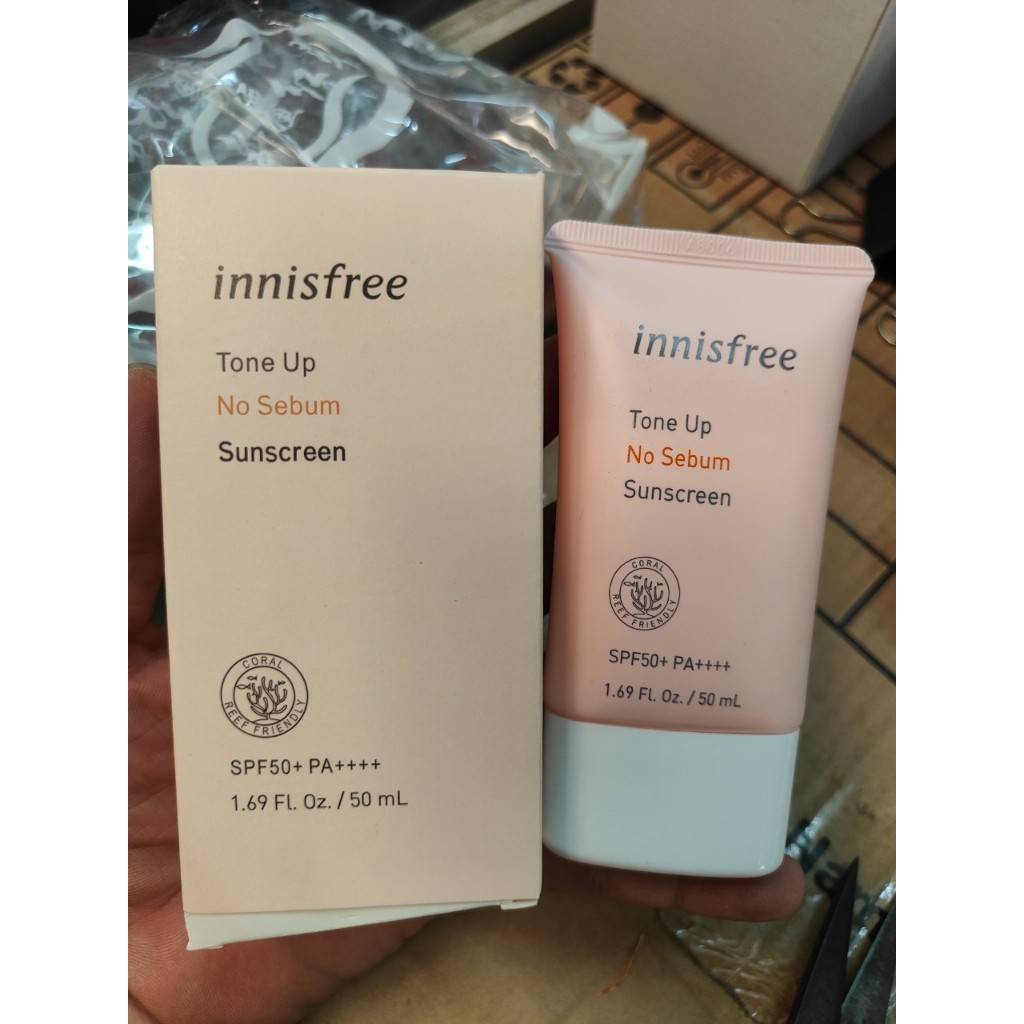 innisfree
Tone Up
No Sebum
Sunscreen
CORAL
REEF FRIENDLY
SPF50+ PA++++
1.69 Fl. Oz. / 50 mL
innisfree
Tone Up
No Sebum
Sunscreen
CORAL
REEF FRIENDLY
SPF50+ PA++++
1.69 Fl. Oz. / 50 mL